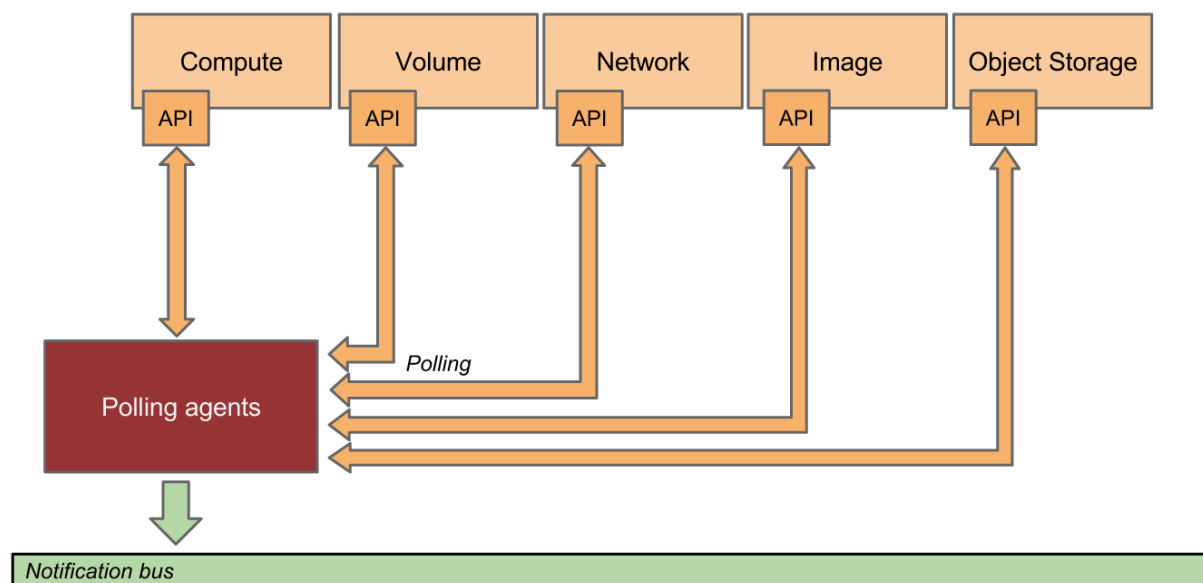 Compute
Volume
Network
Image
Object Storage
API
API
API
API
API
Polling
Polling agents
Notification bus